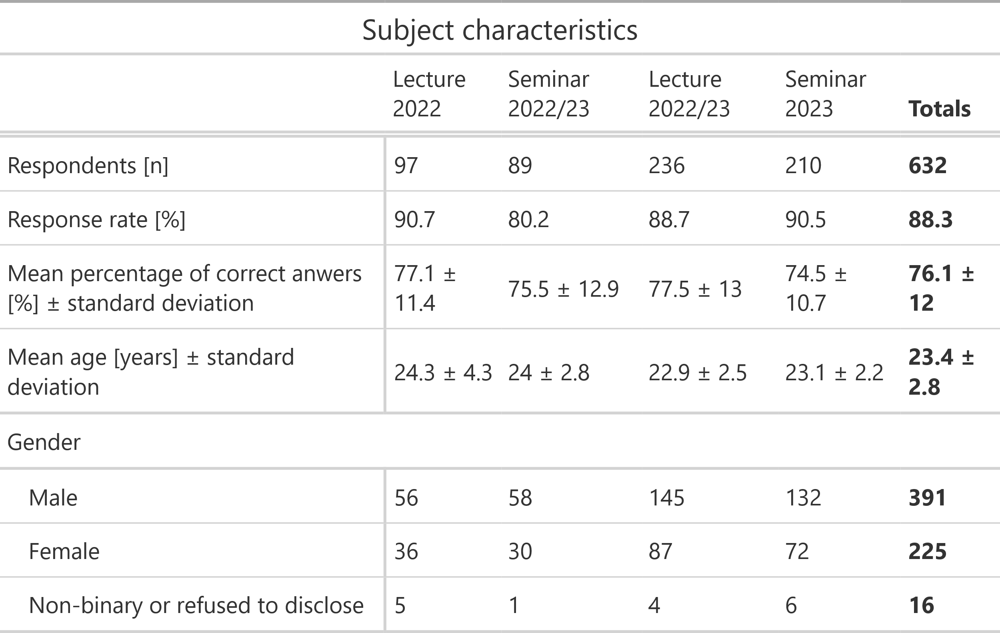 Subject characteristics
Lecture 2022 Seminar 2022/23 Lecture 2022/23 Seminar 2023 Totals
Respondents [n] 97 89 236 210 632
Response rate [%] 90.7 80.2 88.7 90.5 88.3
Mean percentage of correct anwers [%] ± standard deviation 77.1 ± 11.4 75.5 ± 12.9 77.5 ± 13 74.5 ± 10.7 76.1 ± 12
Mean age [years] ± standard deviation 24.3 ± 4.3 24 ± 2.8 22.9 ± 2.5 23.1 ± 2.2 23.4 ± 2.8
Gender
Male 56 58 145 132 391
Female 36 30 87 72 225
Non-binary or refused to disclose 5 1 4 6 16